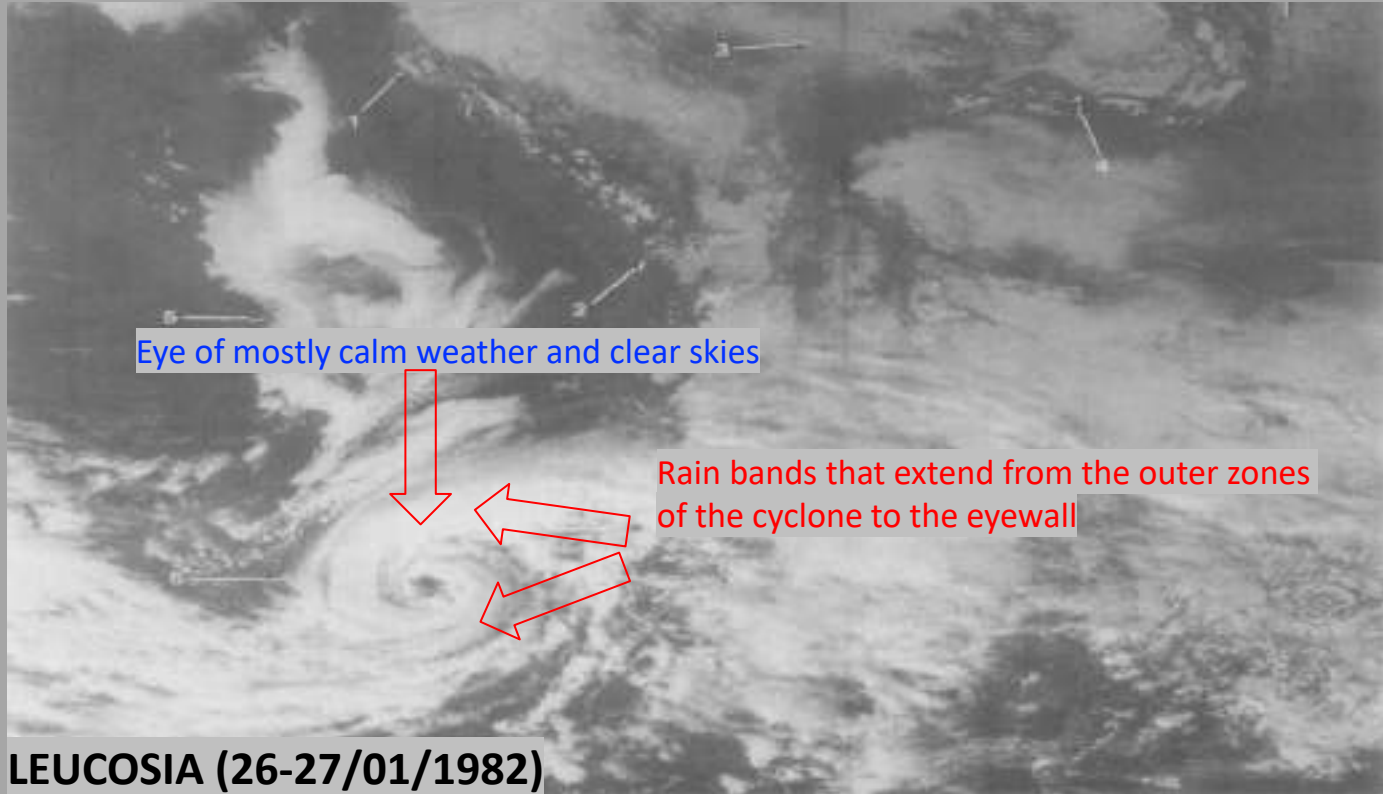 Eye of mostly calm weather and clear skies
Rain bands that extend from the outer zones
of the cyclone to the eyewall
LEUCOSIA (26-27/01/1982)